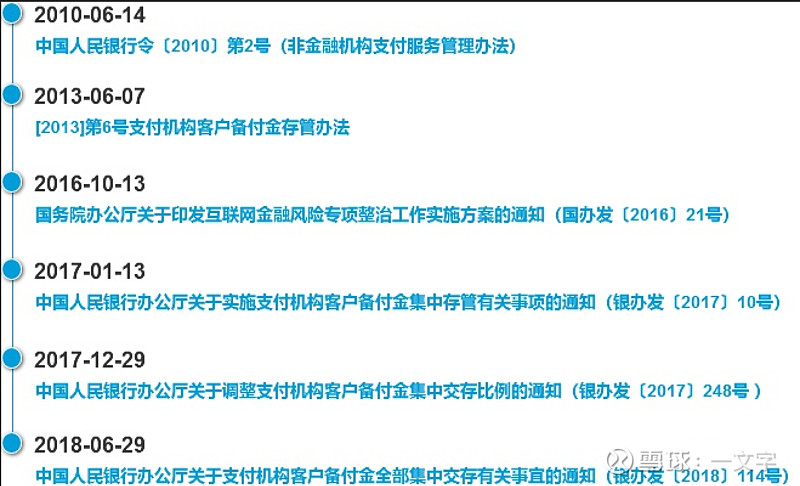 2010-06-14
中国人民银行令〔2010〕第2号（非金融机构支付服务管理办法）
2013-06-07
[2013]第6号支付机构客户备付金存管办法
2016-10-13
国务院办公厅关于印发互联网金融风险专项整治工作实施方案的通知（国办发〔2016〕21号）
2017-01-13
中国人民银行办公厅关于实施支付机构客户备付金集中存管有关事项的通知（银办发〔2017〕10号）
2017-12-29
中国人民银行办公厅关于调整支付机构客户备付金集中交存比例的通知（银办发〔2017〕248号 ）
2018-06-29
雪球：一文字
中国人民银行办公厅关于支付机构客户备付金全部集中交存有关事宜的通知（银办发〔2018〕114号）